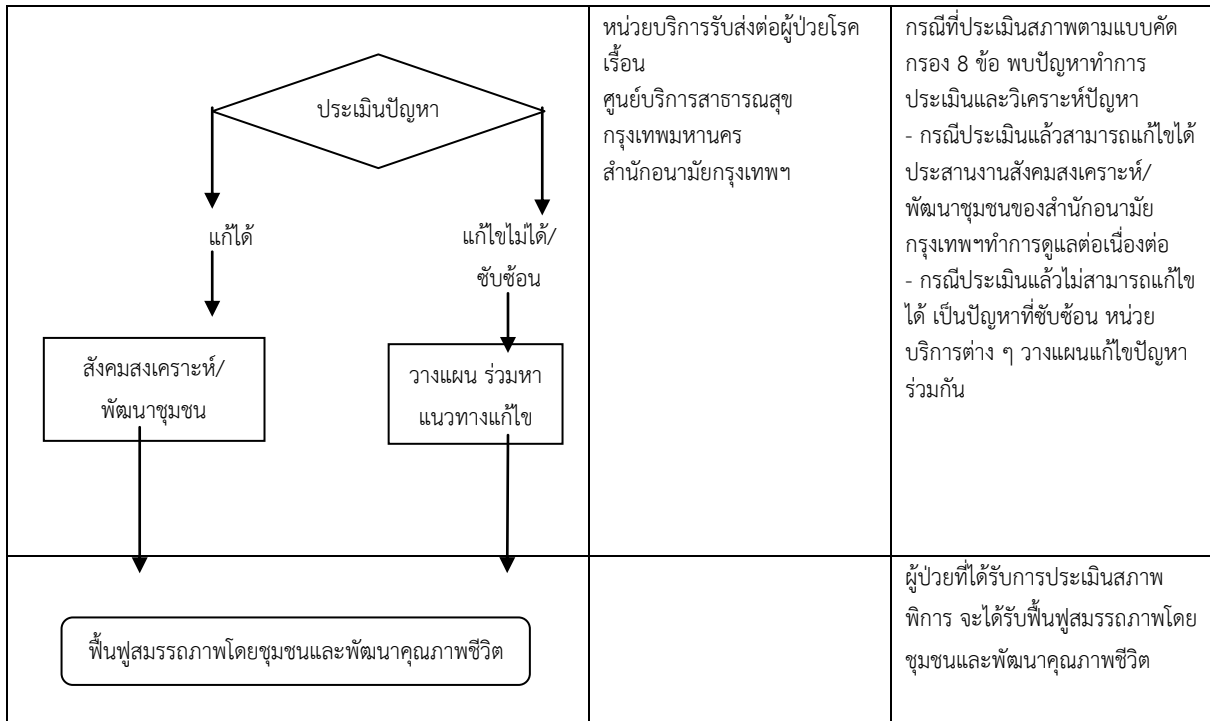 ประเมินปัญหา
แก้ได้
แก้ไขไม่ได้/
ซับซ้อน
สังคมสงเคราะห์/
พัฒนาชุมชน
วางแผน ร่วมหา
แนวทางแก้ไข
หน่วยบริการรับส่งต่อผู้ป่วยโรค
เรื้อน
ศูนย์บริการสาธารณสุข
กรุงเทพมหานคร
สำนักอนามัยกรุงเทพฯ
กรณีที่ประเมินสภาพตามแบบคัด
กรอง 8 ข้อ พบปัญหาทำการ
ประเมินและวิเคราะห์ปัญหา
- กรณีประเมินแล้วสามารถแก้ไขได้
ประสานงานสังคมสงเคราะห์/
พัฒนาชุมชนของสำนักอนามัย
กรุงเทพฯทำการดูแลต่อเนื่องต่อ
- กรณีประเมินแล้วไม่สามารถแก้ไข
ได้ เป็นปัญหาที่ซับซ้อน หน่วย
บริการต่าง ๆ วางแผนแก้ไขปัญหา
ร่วมกัน
ฟื้นฟูสมรรถภาพโดยชุมชนและพัฒนาคุณภาพชีวิต
ผู้ป่วยที่ได้รับการประเมินสภาพ
พิการ จะได้รับฟื้นฟูสมรรถภาพโดย
ชุมชนและพัฒนาคุณภาพชีวิต